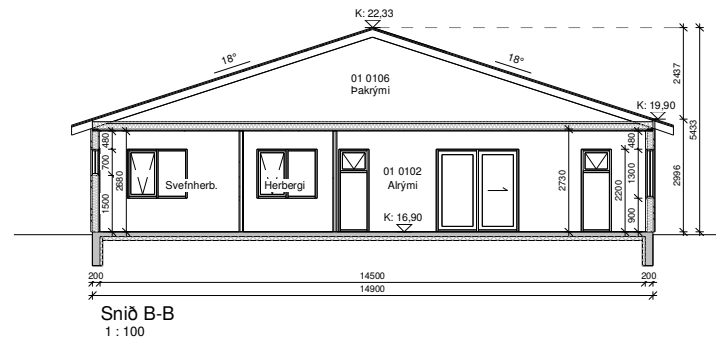 K: 22,33
18°
18°
01 0106
Þakrými
2437
K: 19,90
5433
480
700
2680
1500
Svefnherb.
Herbergi
01 0102
Alrými
2730
2200
480
1300
900
2996
K: 16,90
200
14500
200
14900
Snið B-B
1 : 100